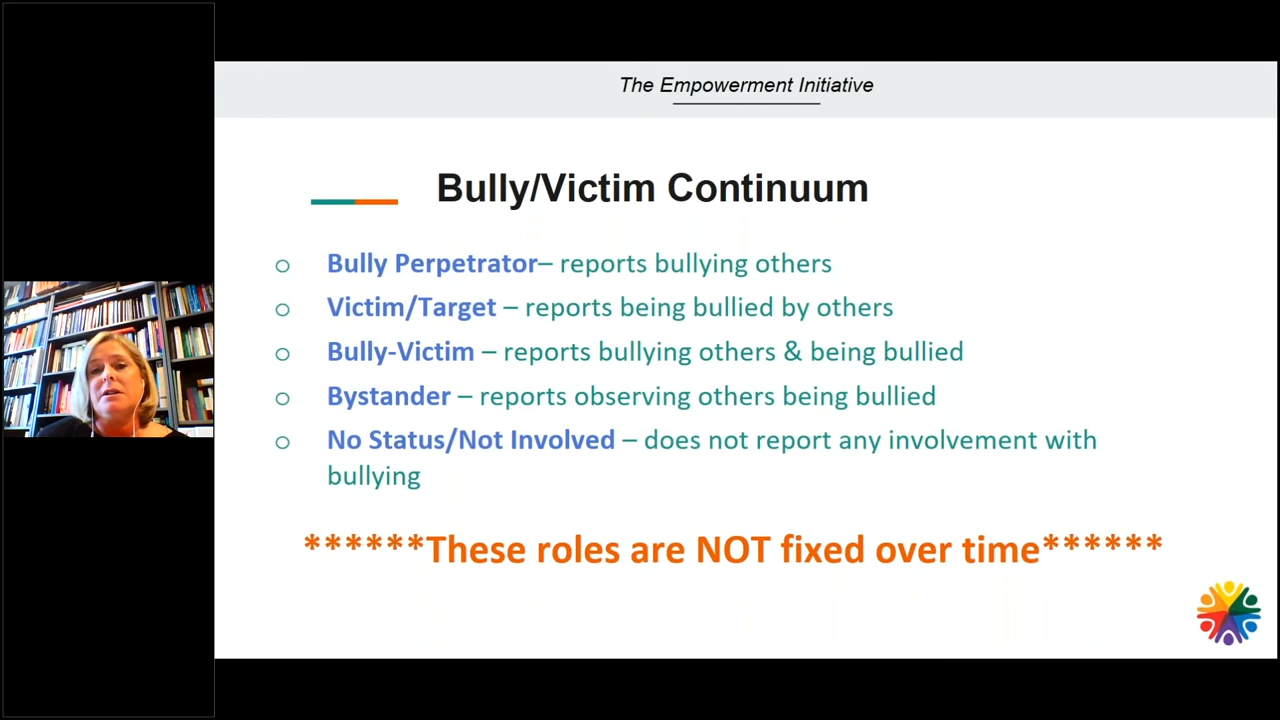 The Empowerment Initiative
Bully/Victim Continuum
o Bully Perpetrator– reports bullying others
o Victim/Target – reports being bullied by others
o Bully-Victim – reports bullying others & being bullied
o Bystander – reports observing others being bullied
o No Status/Not Involved – does not report any involvement with
bullying
******These roles are NOT fixed over time******